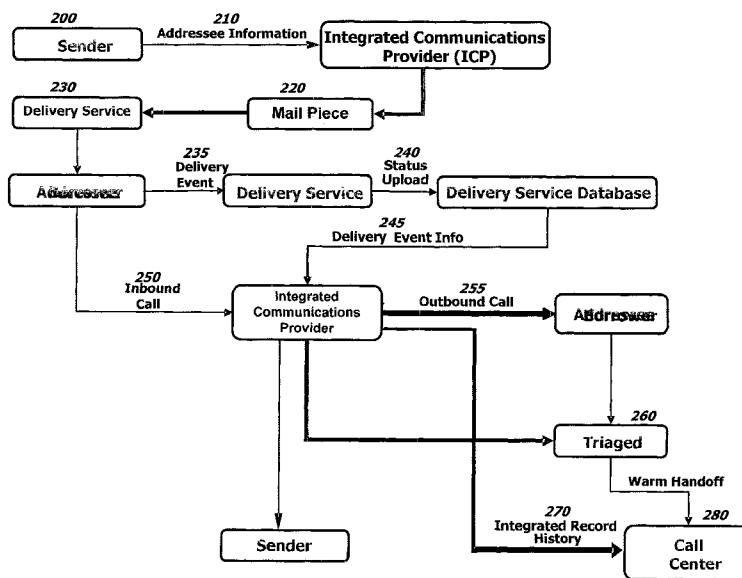 200
Sender
210
Addressee Information
Integrated Communications
Provider (ICP)
230
Delivery Service
220
Mail Piece
235
Delivery
Event
Delivery Service
240
Status
Upload
Delivery Service Database
245
Delivery Event Info
250
Inbound
Call
Integrated
Communications
Provider
255
Outbound Call
260
Triaged
Warm Handoff
270
Integrated Record
History
280
Call
Center
Sender